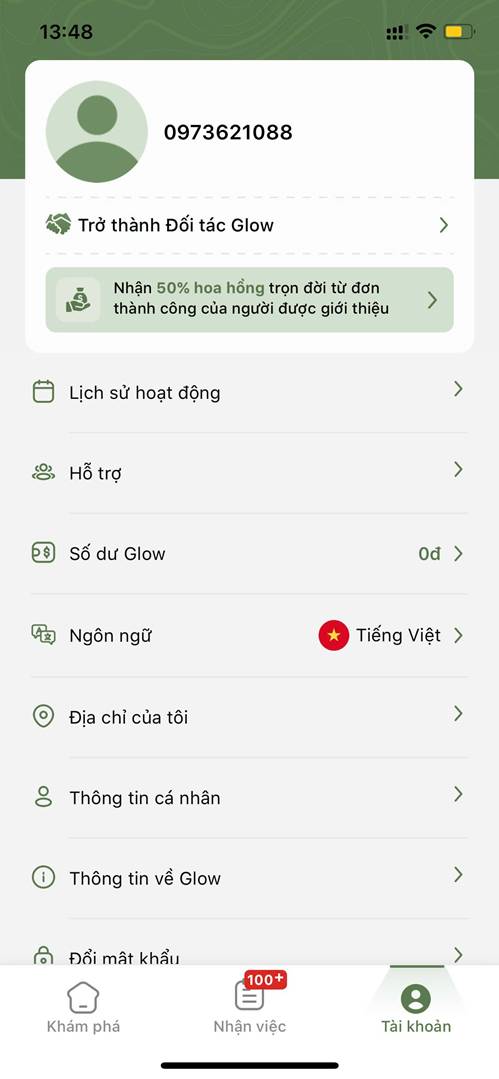 13:48
0973621088
Trở thành Đối tác Glow
Nhận 50% hoa hồng trọn đời từ đơn
thành công của người được giới thiệu
Lịch sử hoạt động
Hỗ trợ
Số dư Glow 0đ
Ngôn ngữ Tiếng Việt
Địa chỉ của tôi
Thông tin cá nhân
Thông tin về Glow
Đổi mật khẩu
100+
Khám phá Nhận việc Tài khoản